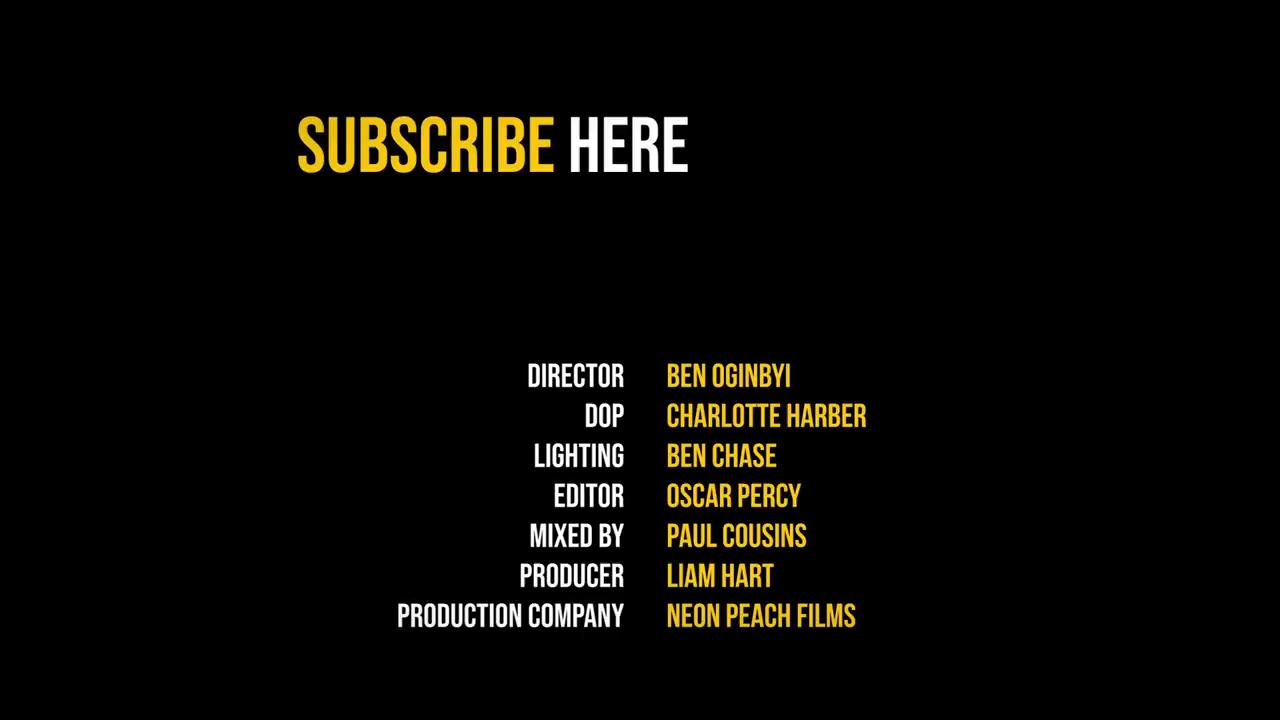 SUBSCRIBE HERE
DIRECTOR BEN OGINBYI
DOP CHARLOTTE HARBER
LIGHTING BEN CHASE
EDITOR OSCAR PERCY
MIXED BY PAUL COUSINS
PRODUCER LIAM HART
PRODUCTION COMPANY NEON PEACH FILMS